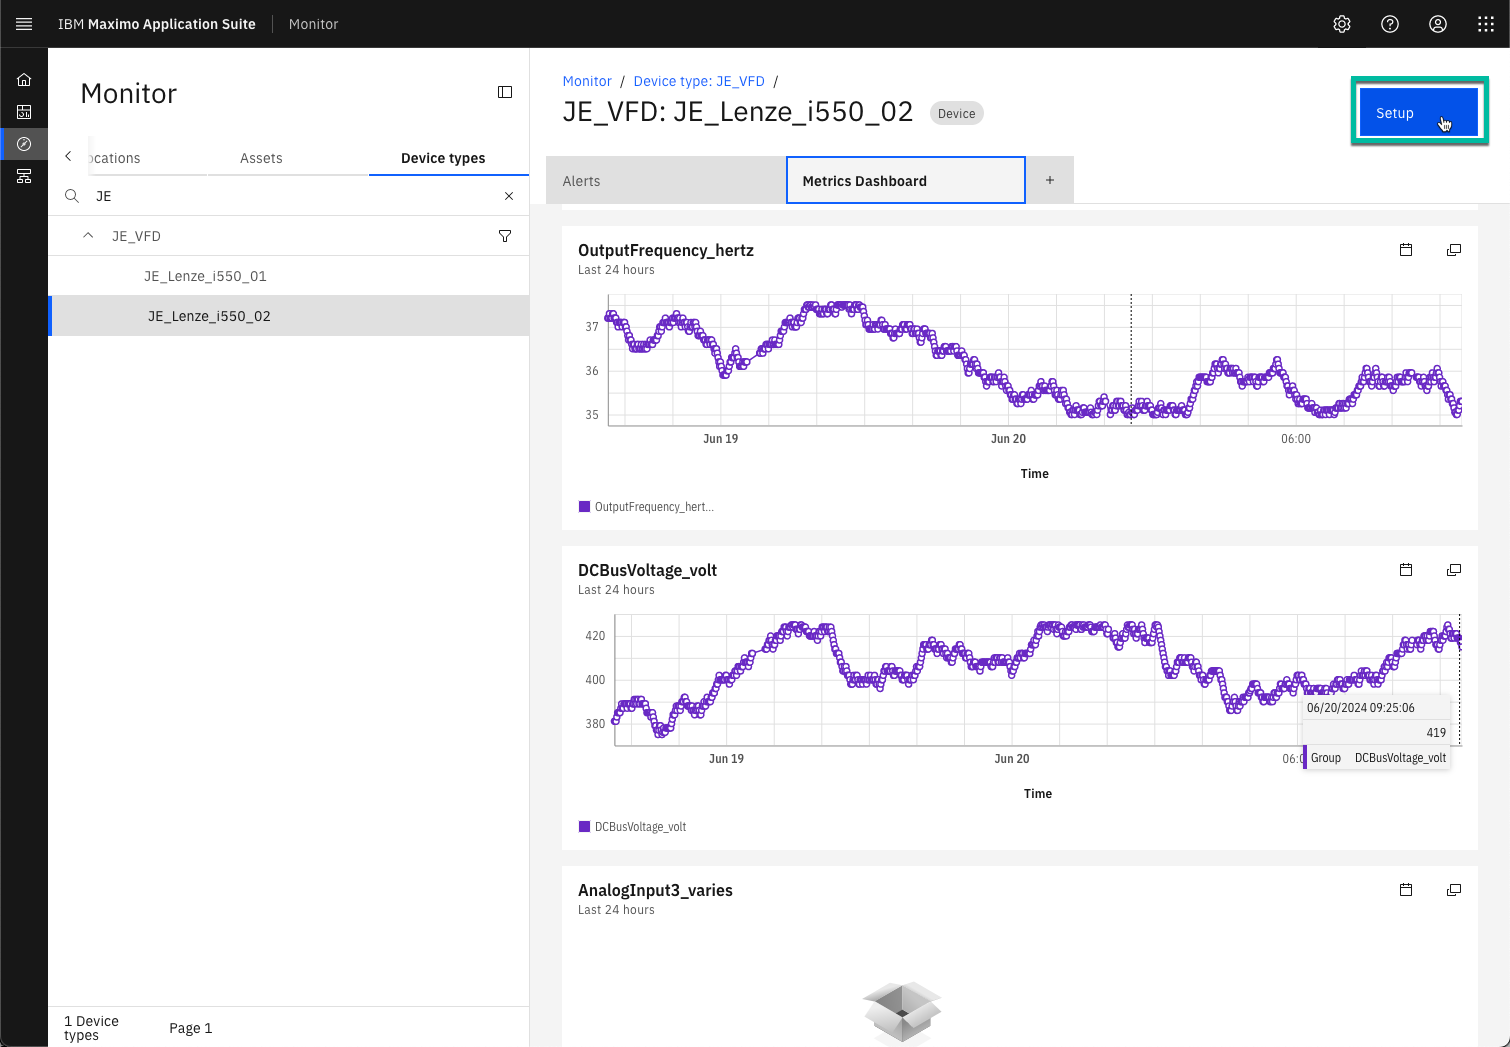 IBM Maximo Application Suite Monitor
Monitor
ocations Assets Device types
JE
JE_VFD
JE_Lenze_i550_01
JE_Lenze_i550_02
1 Device types Page 1
Monitor / Device type: JE_VFD /
JE_VFD: JE_Lenze_i550_02 Device
Setup
Alerts Metrics Dashboard +
OutputFrequency_hertz
Last 24 hours
37
36
35
Jun 19 Jun 20 06:00
Time
OutputFrequency_hert...
DCBusVoltage_volt
Last 24 hours
420
400
380
06/20/2024 09:25:06
419
Group DCBusVoltage_volt
Jun 19 Jun 20 06:0
Time
DCBusVoltage_volt
AnalogInput3_varies
Last 24 hours